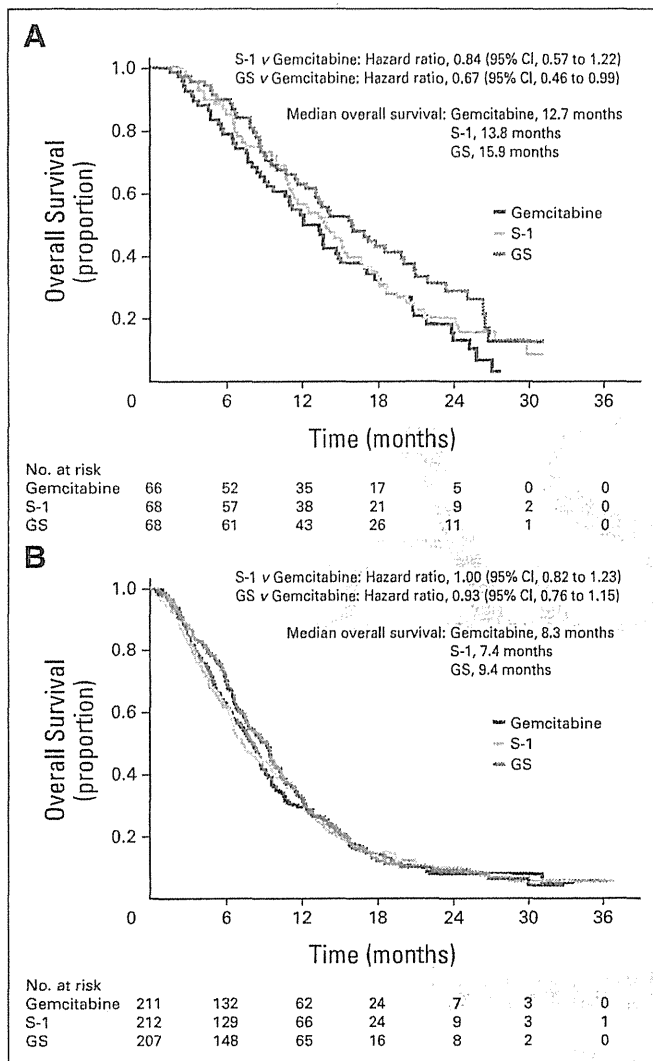 A
S-1 v Gemcitabine: Hazard ratio, 0.84 (95% CI, 0.57 to 1.22)
GS v Gemcitabine: Hazard ratio, 0.67 (95% CI, 0.46 to 0.99)
Median overall survival: Gemcitabine, 12.7 months
S-1, 13.8 months
GS, 15.9 months
Gemcitabine
S-1
GS
Overall Survival
(proportion)
1.0
0.8
0.6
0.4
0.2
0 6 12 18 24 30 36
Time (months)
No. at risk
Gemcitabine 66 52 35 17 5 0 0
S-1 68 57 38 21 9 2 0
GS 68 61 43 26 11 1 0
B
S-1 v Gemcitabine: Hazard ratio, 1.00 (95% CI, 0.82 to 1.23)
GS v Gemcitabine: Hazard ratio, 0.93 (95% CI, 0.76 to 1.15)
Median overall survival: Gemcitabine, 8.3 months
S-1, 7.4 months
GS, 9.4 months
Gemcitabine
S-1
GS
Overall Survival
(proportion)
1.0
0.8
0.6
0.4
0.2
0 6 12 18 24 30 36
Time (months)
No. at risk
Gemcitabine 211 132 62 24 7 3 0
S-1 212 129 66 24 9 3 1
GS 207 148 65 16 8 2 0